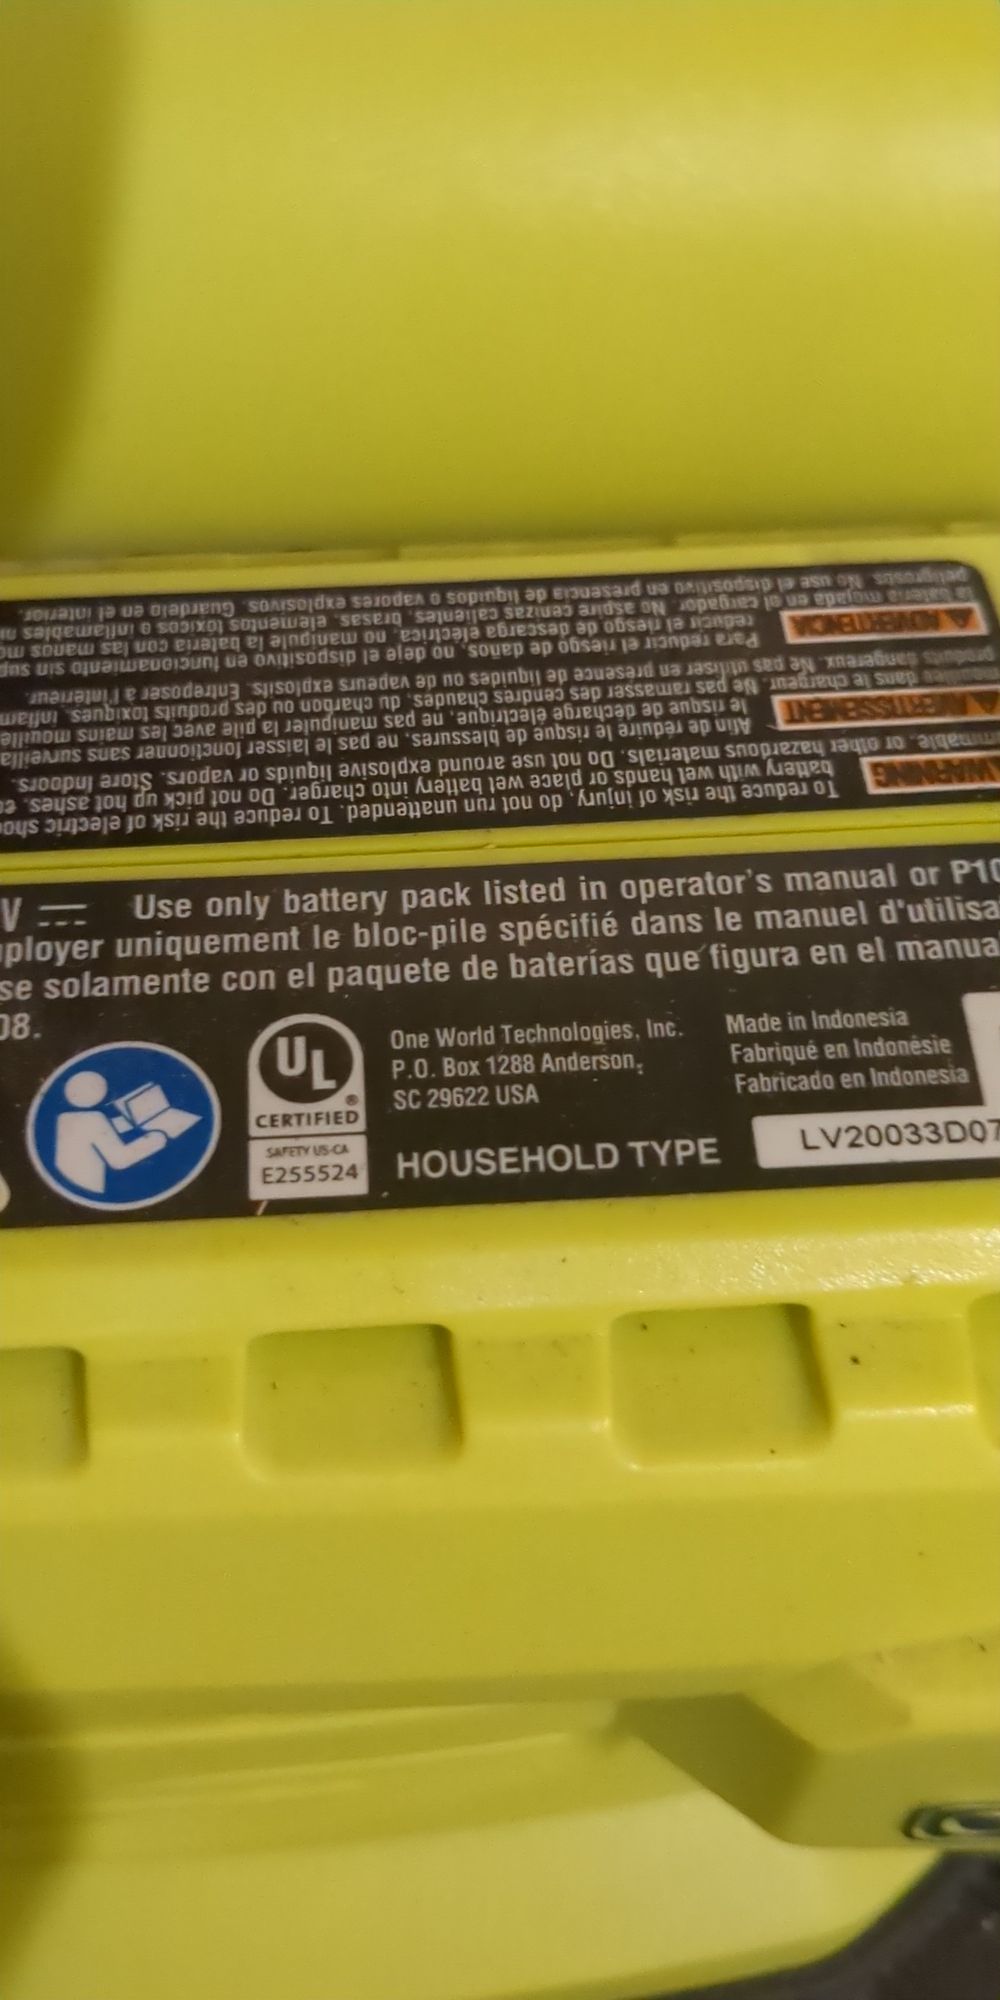 To reduce the risk of injury, do not run unattended. To reduce the risk of electric
battery with wet hands or place wet battery into charger. Do not pick up hot ashes,
or other hazardous materials. Do not use around explosive liquids or vapors. Store indoors.
WARNING
Afin de réduire le risque de blessures, ne pas le laisser fonctionner sans
le risque de décharge électrique, ne pas manipuler la pile avec les mains
Ne pas ramasser des cendres chaudes, du charbon ou des produits toxiques,
produits dangereux. Ne pas utiliser en présence de liquides ou de vapeurs explosifs. Entreposer à l'intérieur.
AVERTISSEMENT
Para reducir el riesgo de daños, no deje el dispositivo en funcionamiento sin
reducir el riesgo de descarga eléctrica, no manipule la batería con las manos
la batería mojada en el cargador. No aspire cenizas calientes, brasas, elementos tóxicos o inflamables
peligrosos. No use el dispositivo en presencia de líquidos o vapores explosivos. Guárdelo en el interior.
ADVERTENCIA
V Use only battery pack listed in operator's manual or P10
ployer uniquement le bloc-pile spécifié dans le manuel d'utilisa
se solamente con el paquete de baterías que figura en el manua
08.
UL
CERTIFIED
SAFETY US-CA
E255524
One World Technologies, Inc.
P.O. Box 1288 Anderson,
SC 29622 USA
HOUSEHOLD TYPE
Made in Indonesia
Fabriqué en Indonésie
Fabricado en Indonesia
LV20033D07